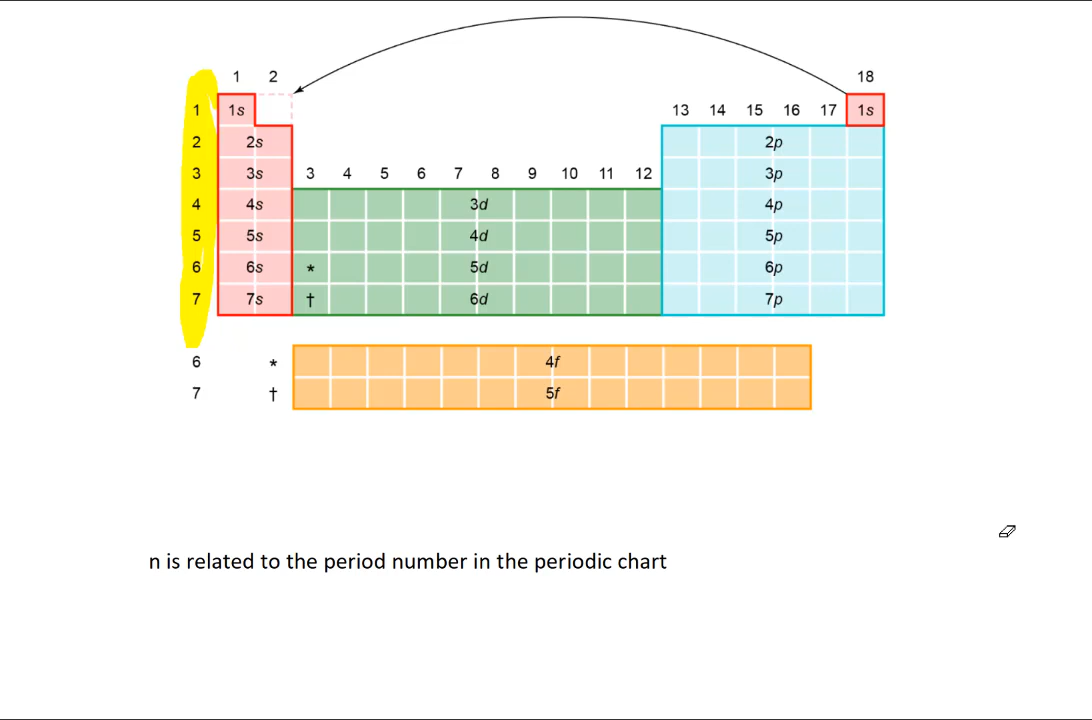 1 2 18
1 1s 13 14 15 16 17 1s
2 2s 2p
3 3s 3 4 5 6 7 8 9 10 11 12 3p
4 4s 3d 4p
5 5s 4d 5p
6 6s * 5d 6p
7 7s † 6d 7p
6 * 4f
7 † 5f
n is related to the period number in the periodic chart